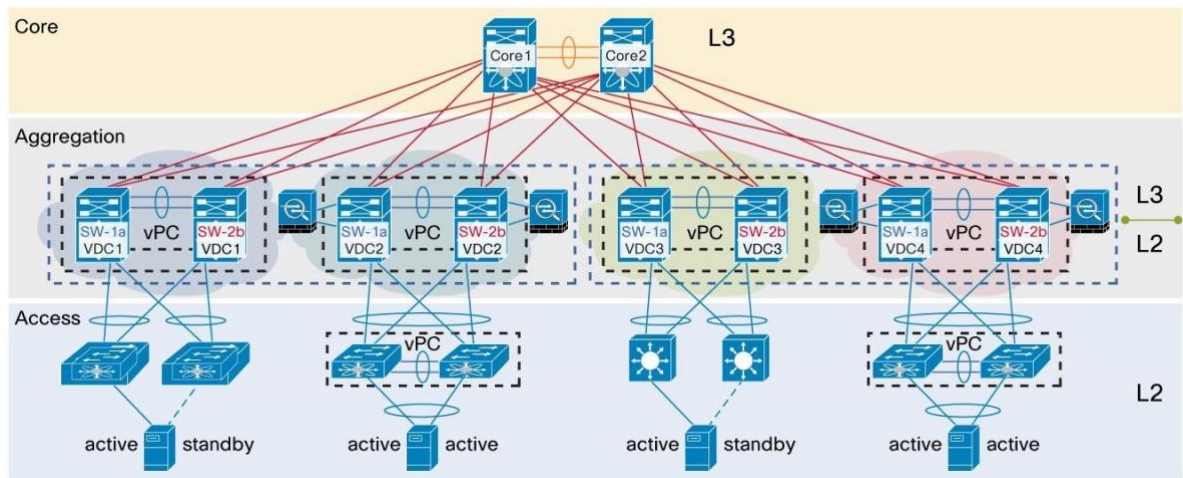 Core
Core1
Core2
L3
Aggregation
SW-1a
VDC1
vPC
SW-2b
VDC1
SW-1a
VDC2
vPC
SW-2b
VDC2
SW-1a
VDC3
vPC
SW-2b
VDC3
SW-1a
VDC4
vPC
SW-2b
VDC4
L3
L2
Access
vPC
vPC
L2
active
standby
active
active
active
standby
active
active